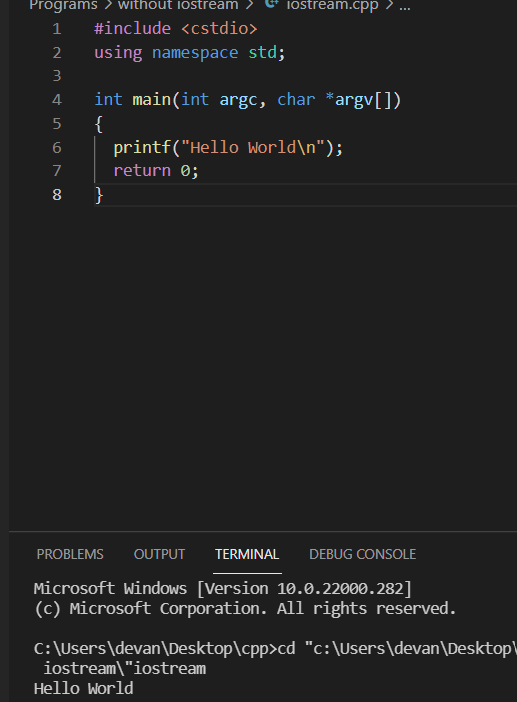 Programs > without iostream > iostream.cpp > ...
1 #include <cstdio>
2 using namespace std;
3
4 int main(int argc, char *argv[])
5 {
6 printf("Hello World\n");
7 return 0;
8 }
PROBLEMS OUTPUT TERMINAL DEBUG CONSOLE
Microsoft Windows [Version 10.0.22000.282]
(c) Microsoft Corporation. All rights reserved.
C:\Users\devan\Desktop\cpp>cd "c:\Users\devan\Desktop\
iostream\"iostream
Hello World